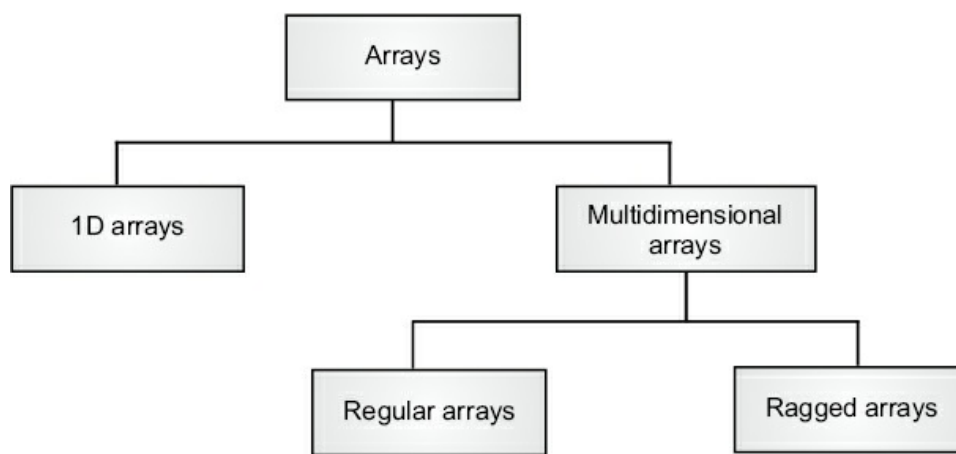 Arrays
1D arrays
Multidimensional
arrays
Regular arrays
Ragged arrays